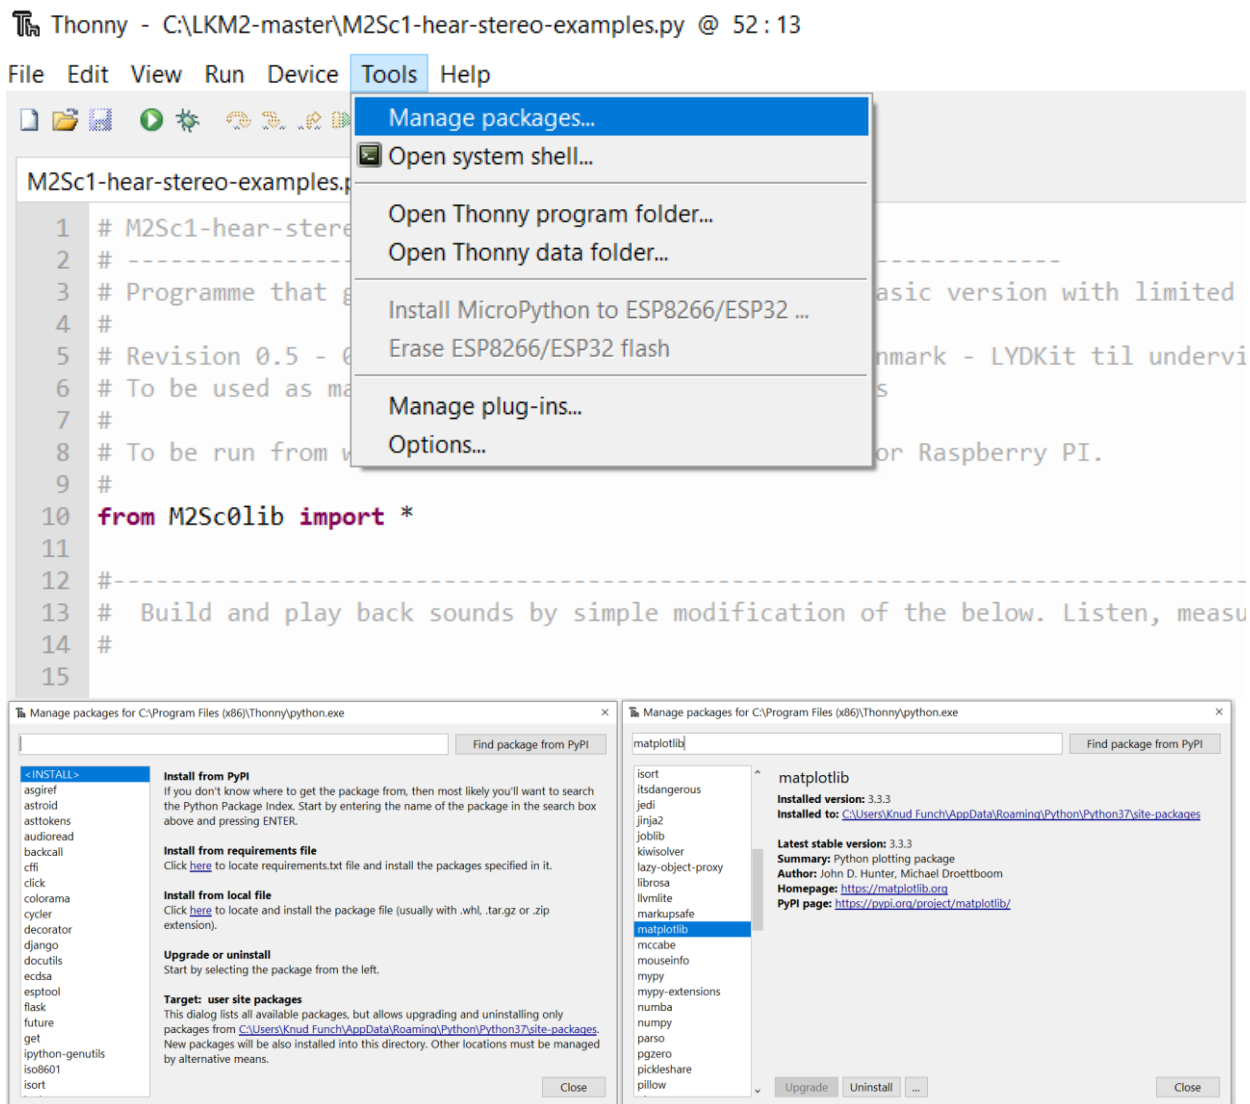 Thonny - C:\LKM2-master\M2Sc1-hear-stereo-examples.py @ 52 : 13
File Edit View Run Device Tools Help
Manage packages...
Open system shell...
Open Thonny program folder...
Open Thonny data folder...
Install MicroPython to ESP8266/ESP32 ...
Erase ESP8266/ESP32 flash
Manage plug-ins...
Options...
M2Sc1-hear-stereo-examples.p
1 # M2Sc1-hear-stere
2 # ----------------- -------------
3 # Programme that g asic version with limited
4 #
5 # Revision 0.5 - 0 nmark - LYDKit til undervi
6 # To be used as ma s
7 #
8 # To be run from w or Raspberry PI.
9 #
10 from M2Sc0lib import *
11
12 #-------------------------------------------------------------------------------
13 # Build and play back sounds by simple modification of the below. Listen, measu
14 #
15
Manage packages for C:\Program Files (x86)\Thonny\python.exe
Find package from PyPI
<INSTALL>
asgiref
astroid
asttokens
audioread
backcall
cffi
click
colorama
cycler
decorator
django
docutils
ecdsa
esptool
flask
future
get
ipython-genutils
iso8601
isort
Install from PyPI
If you don't know where to get the package from, then most likely you'll want to search
the Python Package Index. Start by entering the name of the package in the search box
above and pressing ENTER.
Install from requirements file
Click here to locate requirements.txt file and install the packages specified in it.
Install from local file
Click here to locate and install the package file (usually with .whl, .tar.gz or .zip
extension).
Upgrade or uninstall
Start by selecting the package from the left.
Target: user site packages
This dialog lists all available packages, but allows upgrading and uninstalling only
packages from C:\Users\Knud Funch\AppData\Roaming\Python\Python37\site-packages.
New packages will be also installed into this directory. Other locations must be managed
by alternative means.
Close
Manage packages for C:\Program Files (x86)\Thonny\python.exe
matplotlib
Find package from PyPI
isort
itsdangerous
jedi
jinja2
joblib
kiwisolver
lazy-object-proxy
librosa
llvmlite
markupsafe
matplotlib
mccabe
mouseinfo
mypy
mypy-extensions
numba
numpy
parso
pgzero
pickleshare
pillow
matplotlib
Installed version: 3.3.3
Installed to: C:\Users\Knud Funch\AppData\Roaming\Python\Python37\site-packages
Latest stable version: 3.3.3
Summary: Python plotting package
Author: John D. Hunter, Michael Droettboom
Homepage: https://matplotlib.org
PyPI page: https://pypi.org/project/matplotlib/
Upgrade
Uninstall
...
Close